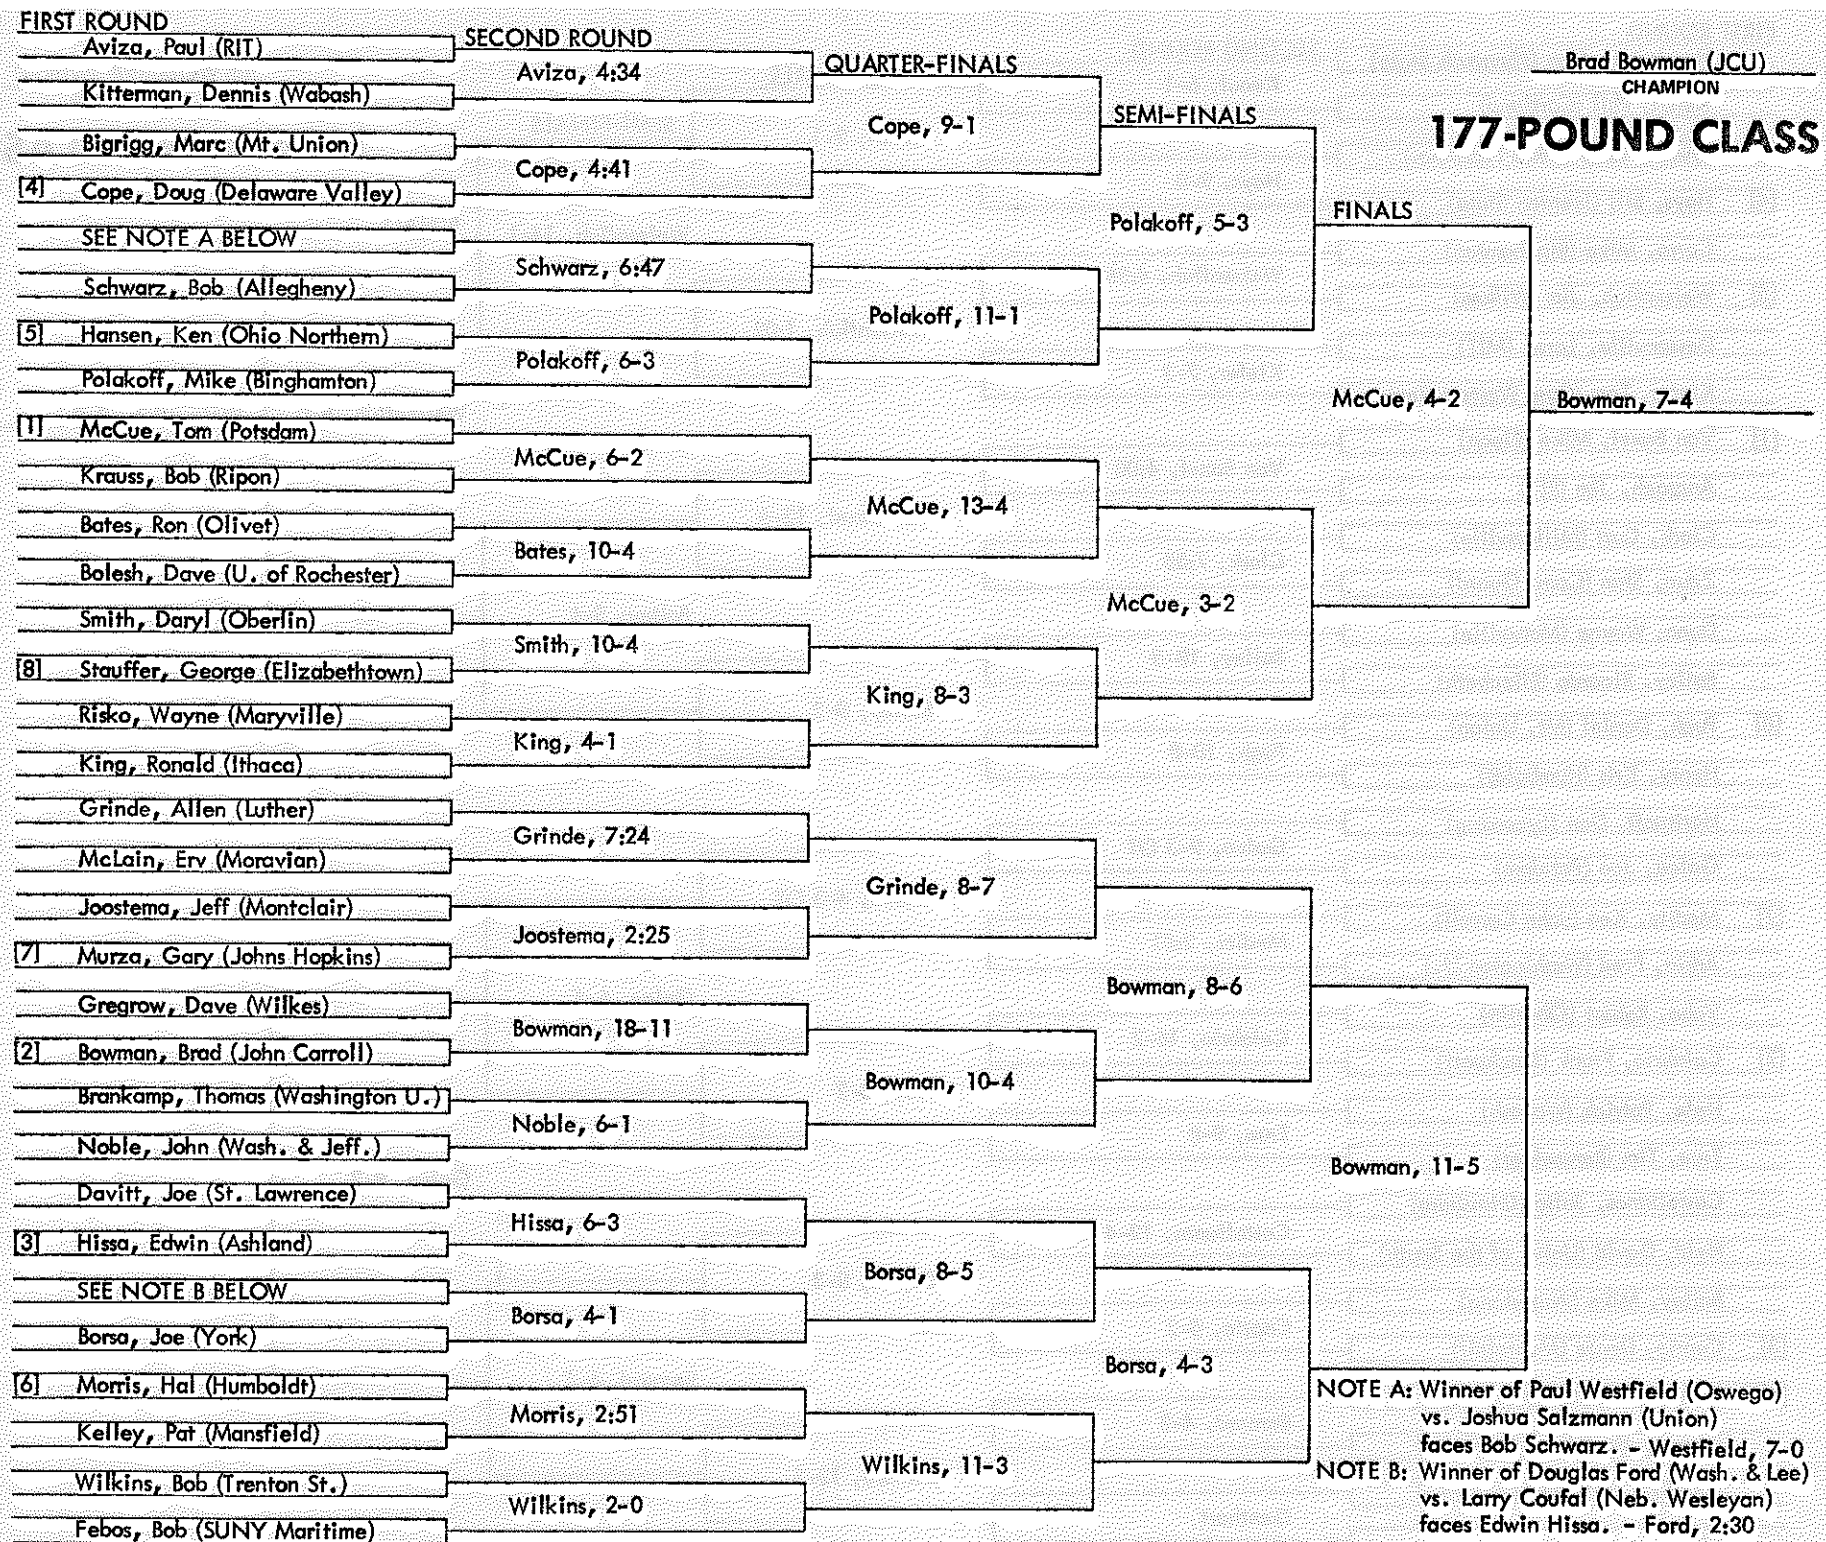 FIRST ROUND
Aviza, Paul (RIT)
Kitterman, Dennis (Wabash)
Bigrigg, Marc (Mt. Union)
[4] Cope, Doug (Delaware Valley)
SEE NOTE A BELOW
Schwarz, Bob (Allegheny)
[5] Hansen, Ken (Ohio Northern)
Polakoff, Mike (Binghamton)
[1] McCue, Tom (Potsdam)
Krauss, Bob (Ripon)
Bates, Ron (Olivet)
Bolesh, Dave (U. of Rochester)
Smith, Daryl (Oberlin)
[8] Stauffer, George (Elizabethtown)
Risko, Wayne (Maryville)
King, Ronald (Ithaca)
Grinde, Allen (Luther)
McLain, Erv (Moravian)
Joostema, Jeff (Montclair)
[7] Murza, Gary (Johns Hopkins)
Gregrow, Dave (Wilkes)
[2] Bowman, Brad (John Carroll)
Brankamp, Thomas (Washington U.)
Noble, John (Wash. & Jeff.)
Davitt, Joe (St. Lawrence)
[3] Hissa, Edwin (Ashland)
SEE NOTE B BELOW
Borsa, Joe (York)
[6] Morris, Hal (Humboldt)
Kelley, Pat (Mansfield)
Wilkins, Bob (Trenton St.)
Febos, Bob (SUNY Maritime)
SECOND ROUND
Aviza, 4:34
Cope, 4:41
Schwarz, 6:47
Polakoff, 6-3
McCue, 6-2
Bates, 10-4
Smith, 10-4
King, 4-1
Grinde, 7:24
Joostema, 2:25
Bowman, 18-11
Noble, 6-1
Hissa, 6-3
Borsa, 4-1
Morris, 2:51
Wilkins, 2-0
QUARTER-FINALS
Cope, 9-1
Polakoff, 11-1
McCue, 13-4
King, 8-3
Grinde, 8-7
Bowman, 10-4
Borsa, 8-5
Wilkins, 11-3
SEMI-FINALS
Polakoff, 5-3
McCue, 3-2
Bowman, 8-6
Borsa, 4-3
FINALS
McCue, 4-2
Bowman, 11-5
Bowman, 7-4
Brad Bowman (JCU)
CHAMPION
177-POUND CLASS
NOTE A: Winner of Paul Westfield (Oswego)
vs. Joshua Salzmann (Union)
faces Bob Schwarz. - Westfield, 7-0
NOTE B: Winner of Douglas Ford (Wash. & Lee)
vs. Larry Coufal (Neb. Wesleyan)
faces Edwin Hissa. - Ford, 2:30